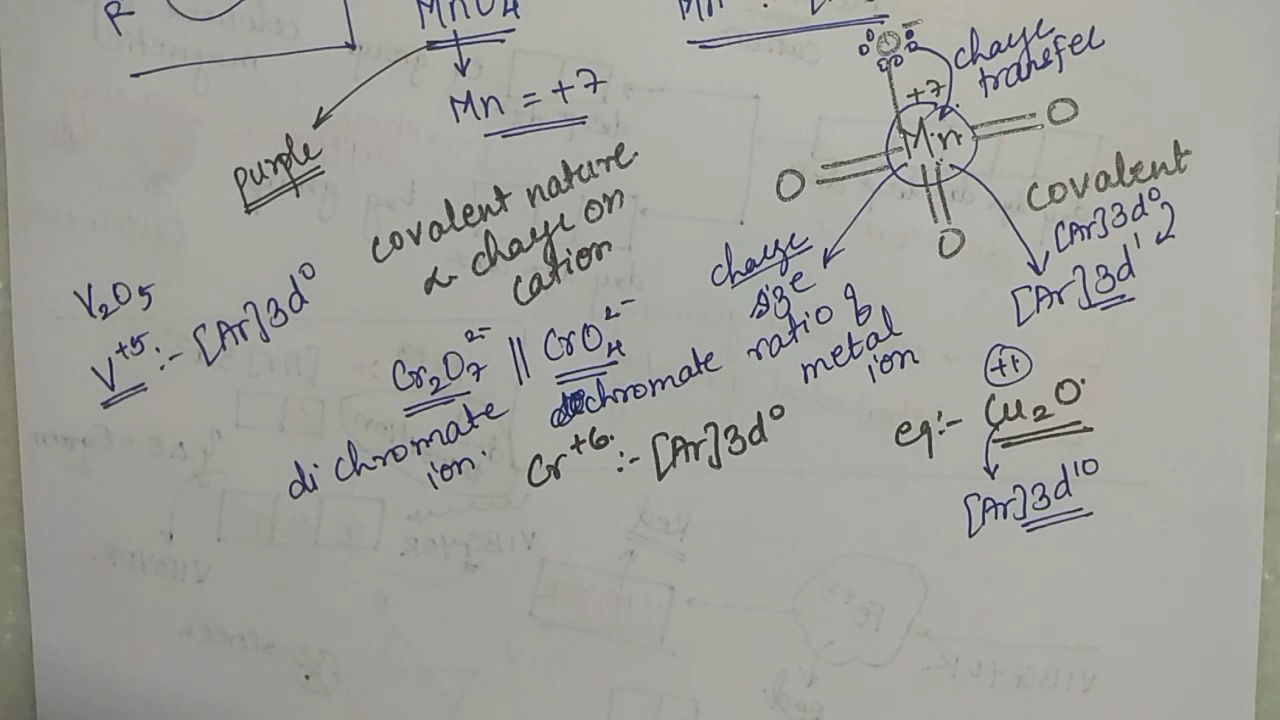 MnO4
Mn = +7
purple
covalent nature
α charge on
cation
V2O5
V+5 :- [Ar]3d0
Cr2O7 2- || CrO4 2-
dichromate
ion.
chromate
Cr+6 :- [Ar]3d0
charge
transfer
+7
Mn
O
O
O
covalent
[Ar]3d0
[Ar]3d1
charge
size
ratio of
metal
ion
+1
eg:- Cu2O
[Ar]3d10